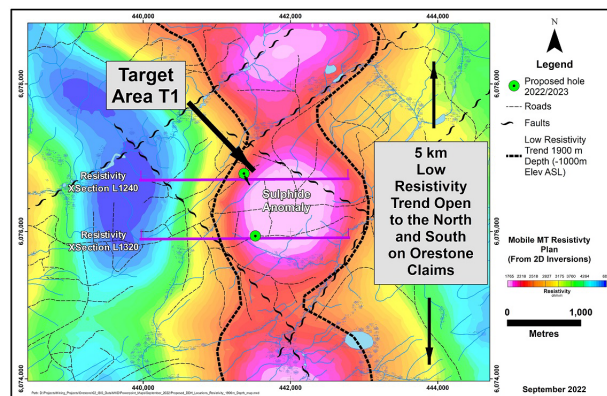 440,000
442,000
444,000
6,078,000
6,076,000
6,074,000
Target
Area T1
Resistivity
XSection L1240
Sulphide
Anomaly
Resistivity
XSection L1320
5 km
Low
Resistivity
Trend Open
to the North
and South
on Orestone
Claims
6,078,000
6,076,000
6,074,000
440,000
442,000
444,000
N
Legend
Proposed hole
2022/2023
Roads
Faults
Low Resistivity
Trend 1900 m
Depth (-1000m
Elev ASL)
Mobile MT Resistivty
Plan
(From 2D Inversions)
Resistivity
0
1,000
Metres
September 2022